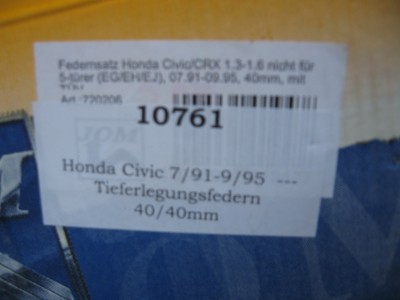 Federnsatz Honda Civic/CRX 1.3-1.6 nicht für
5-türer (EG/EH/EJ), 07.91-09.95, 40mm, mit
Art.:720206
10761
JOM
Honda Civic 7/91-9/95 ---
Tieferlegungsfedern
40/40mm